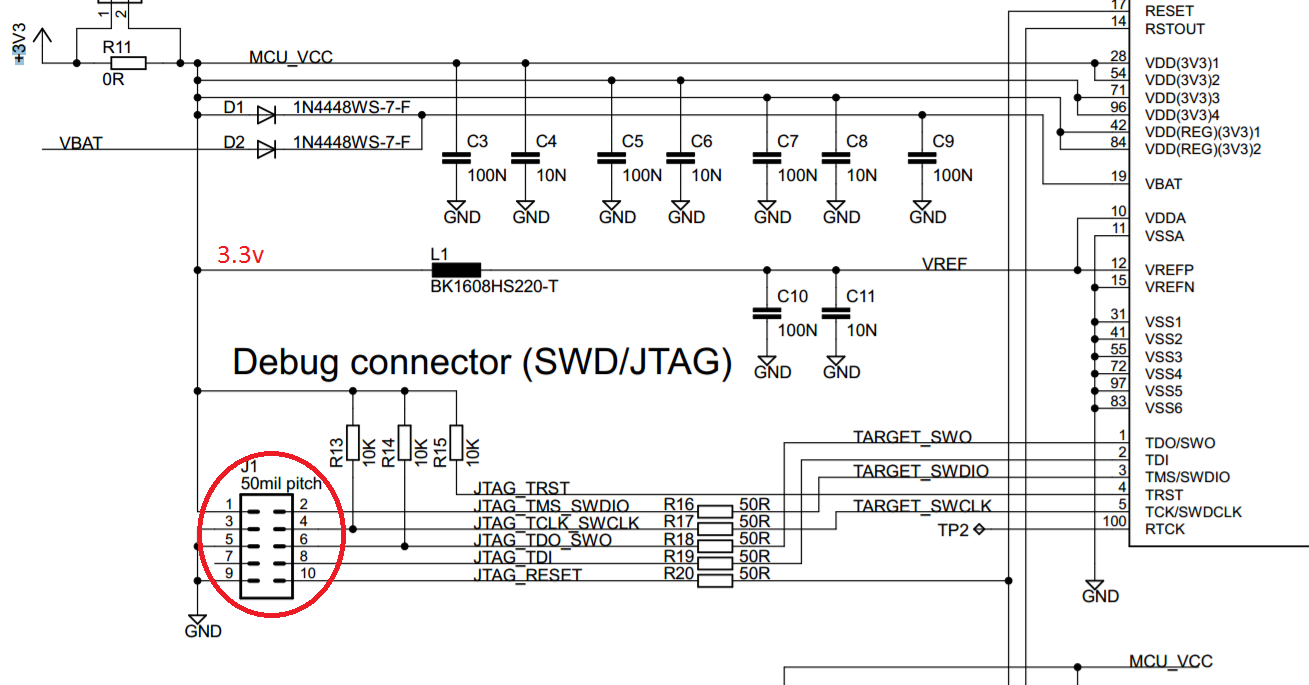 1 2
+3V3
R11
0R
MCU_VCC
D1 1N4448WS-7-F
VBAT D2 1N4448WS-7-F
C3 100N GND
C4 10N GND
C5 100N GND
C6 10N GND
C7 100N GND
C8 10N GND
C9 100N GND
3.3v
L1
BK1608HS220-T
VREF
C10 100N GND
C11 10N GND
Debug connector (SWD/JTAG)
R13 10K
R14 10K
R15 10K
J1
50mil pitch
1 2
3 4
5 6
7 8
9 10
GND
JTAG_TRST
JTAG_TMS_SWDIO R16 50R
JTAG_TCLK_SWCLK R17 50R
JTAG_TDO_SWO R18 50R
JTAG_TDI R19 50R
JTAG_RESET R20 50R
TARGET_SWO
TARGET_SWDIO
TARGET_SWCLK
TP2
17 RESET
14 RSTOUT
28 VDD(3V3)1
54 VDD(3V3)2
71 VDD(3V3)3
96 VDD(3V3)4
42 VDD(REG)(3V3)1
84 VDD(REG)(3V3)2
19 VBAT
10 VDDA
11 VSSA
12 VREFP
15 VREFN
31 VSS1
41 VSS2
55 VSS3
72 VSS4
97 VSS5
83 VSS6
1 TDO/SWO
2 TDI
3 TMS/SWDIO
4 TRST
5 TCK/SWDCLK
100 RTCK
GND
MCU_VCC